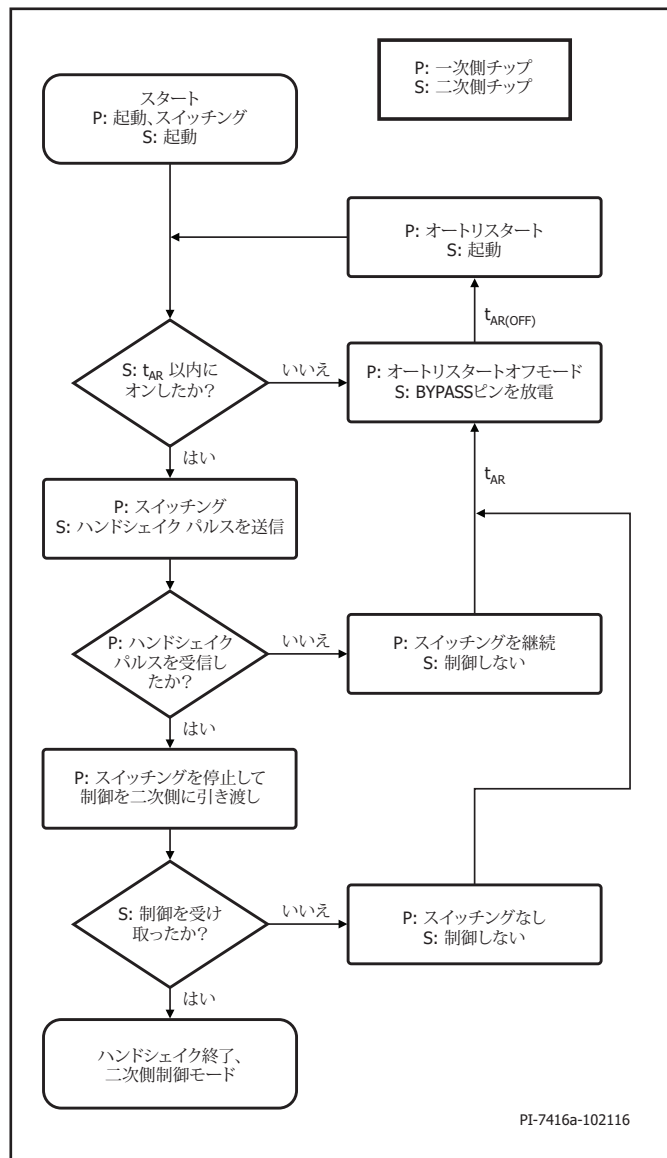 P: 一次側チップ
S: 二次側チップ
スタート
P: 起動、スイッチング
S: 起動
P: オートリスタート
S: 起動
tAR(OFF)
S: tAR 以内に
オンしたか?
いいえ
P: オートリスタートオフモード
S: BYPASSピンを放電
はい
tAR
P: スイッチング
S: ハンドシェイク パルスを送信
P: ハンドシェイク
パルスを受信し
たか?
いいえ
P: スイッチングを継続
S: 制御しない
はい
P: スイッチングを停止して
制御を二次側に引き渡し
S: 制御を受け
取ったか?
いいえ
P: スイッチングなし
S: 制御しない
はい
ハンドシェイク終了、
二次側制御モード
PI-7416a-102116